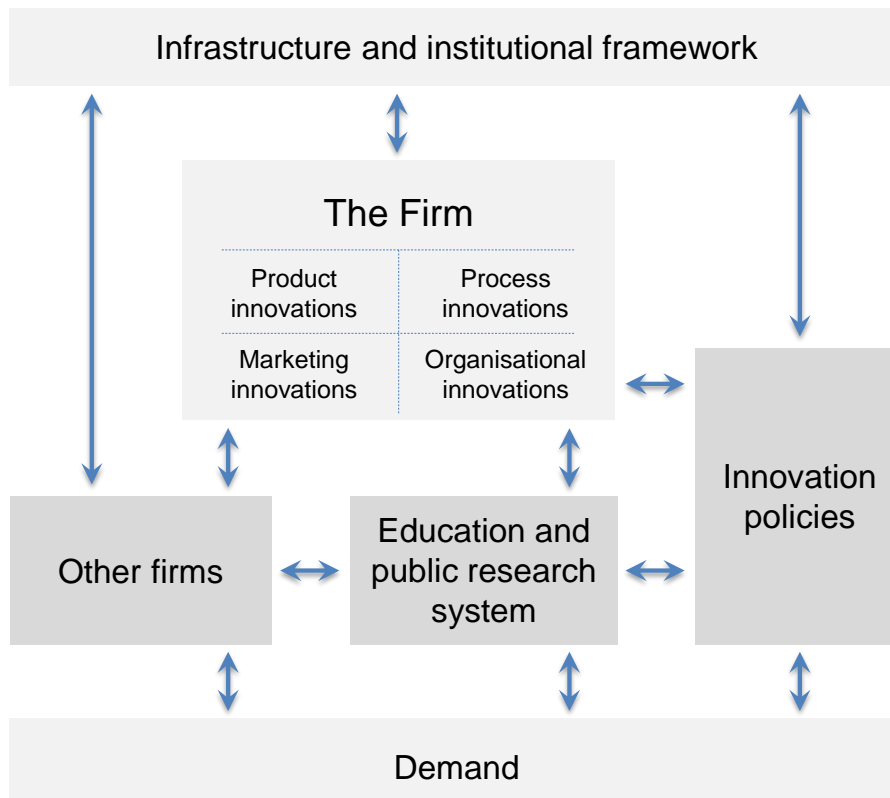 Infrastructure and institutional framework
The Firm
Product
innovations
Process
innovations
Marketing
innovations
Organisational
innovations
Other firms
Education and
public research
system
Innovation
policies
Demand